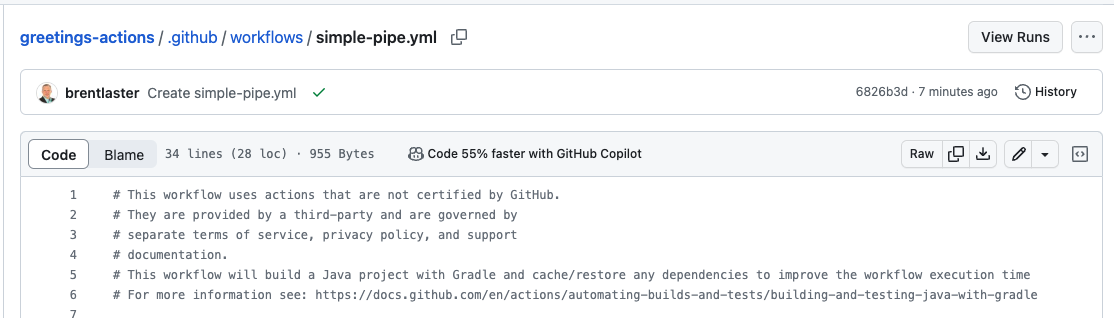 greetings-actions / .github / workflows / simple-pipe.yml View Runs ...
brentlaster Create simple-pipe.yml 6826b3d · 7 minutes ago History
Code Blame 34 lines (28 loc) · 955 Bytes Code 55% faster with GitHub Copilot Raw
1 # This workflow uses actions that are not certified by GitHub.
2 # They are provided by a third-party and are governed by
3 # separate terms of service, privacy policy, and support
4 # documentation.
5 # This workflow will build a Java project with Gradle and cache/restore any dependencies to improve the workflow execution time
6 # For more information see: https://docs.github.com/en/actions/automating-builds-and-tests/building-and-testing-java-with-gradle
7